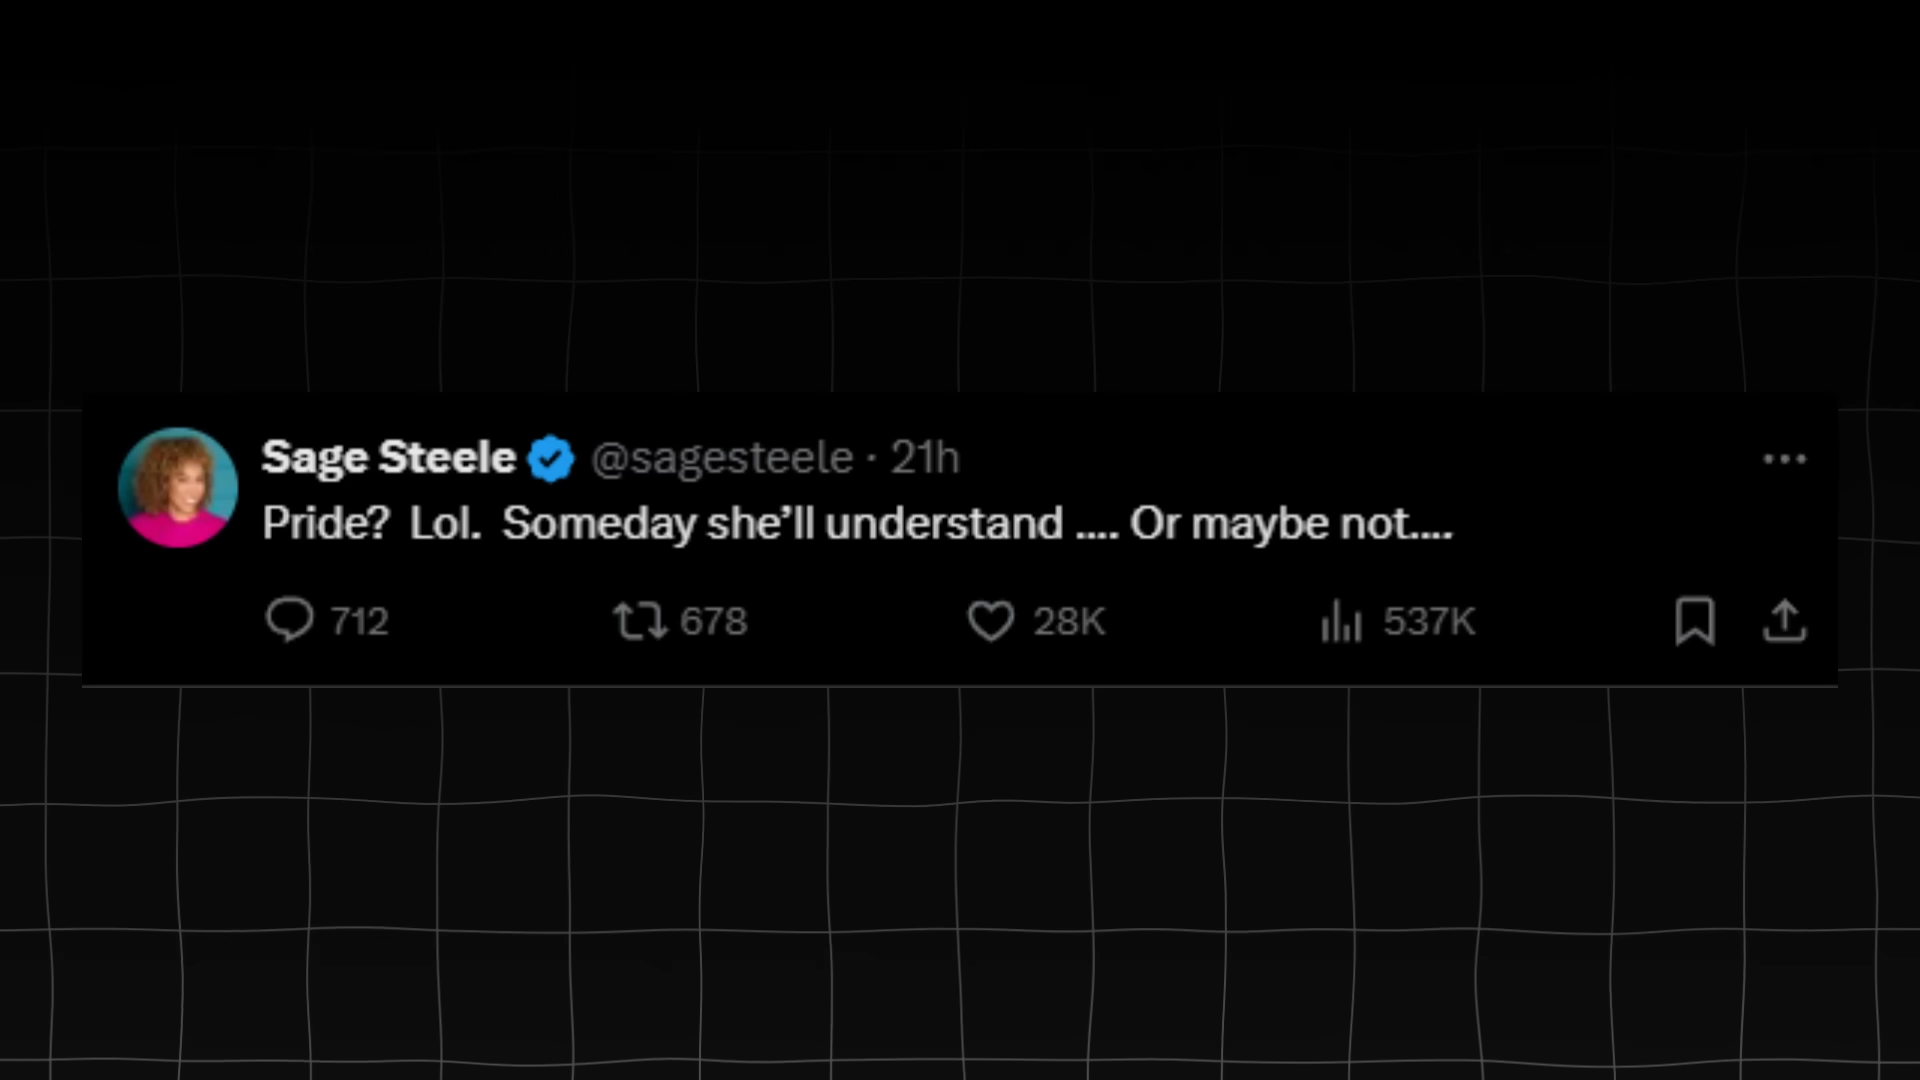 Sage Steele @sagesteele · 21h
Pride?  Lol.  Someday she’ll understand .... Or maybe not....
712 678 28K 537K